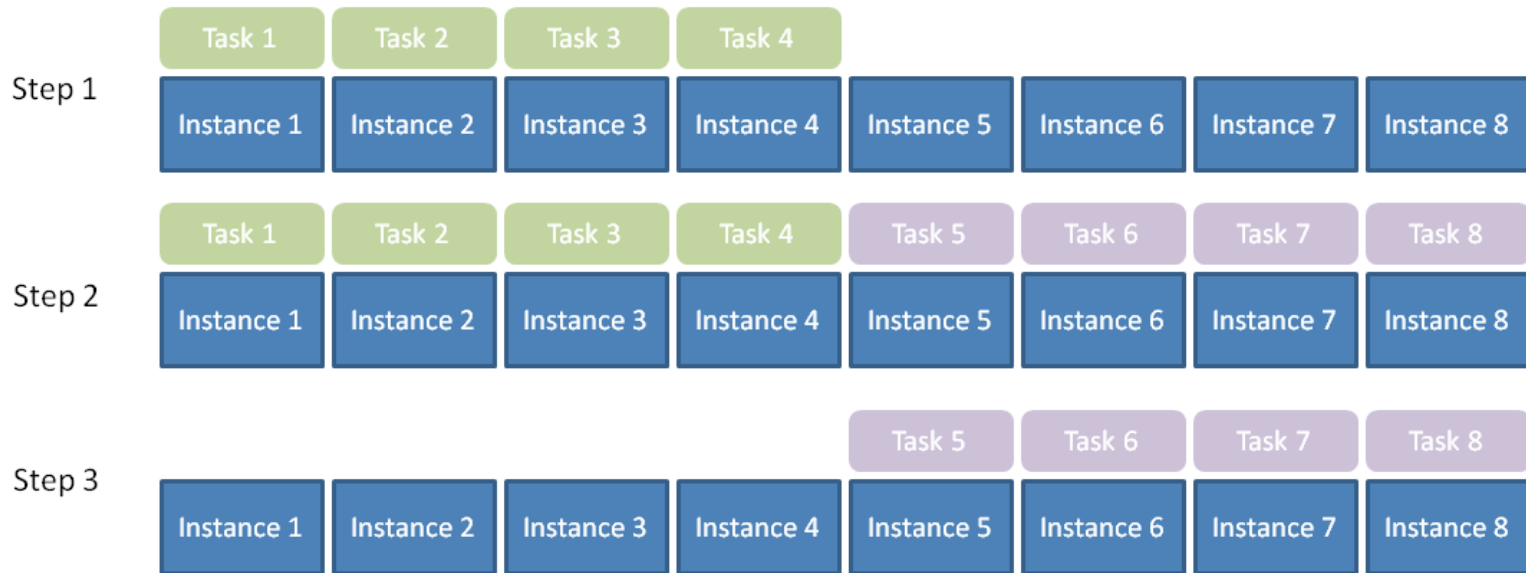 Task 1 Task 2 Task 3 Task 4
Step 1
Instance 1 Instance 2 Instance 3 Instance 4 Instance 5 Instance 6 Instance 7 Instance 8
Task 1 Task 2 Task 3 Task 4 Task 5 Task 6 Task 7 Task 8
Step 2
Instance 1 Instance 2 Instance 3 Instance 4 Instance 5 Instance 6 Instance 7 Instance 8
Task 5 Task 6 Task 7 Task 8
Step 3
Instance 1 Instance 2 Instance 3 Instance 4 Instance 5 Instance 6 Instance 7 Instance 8